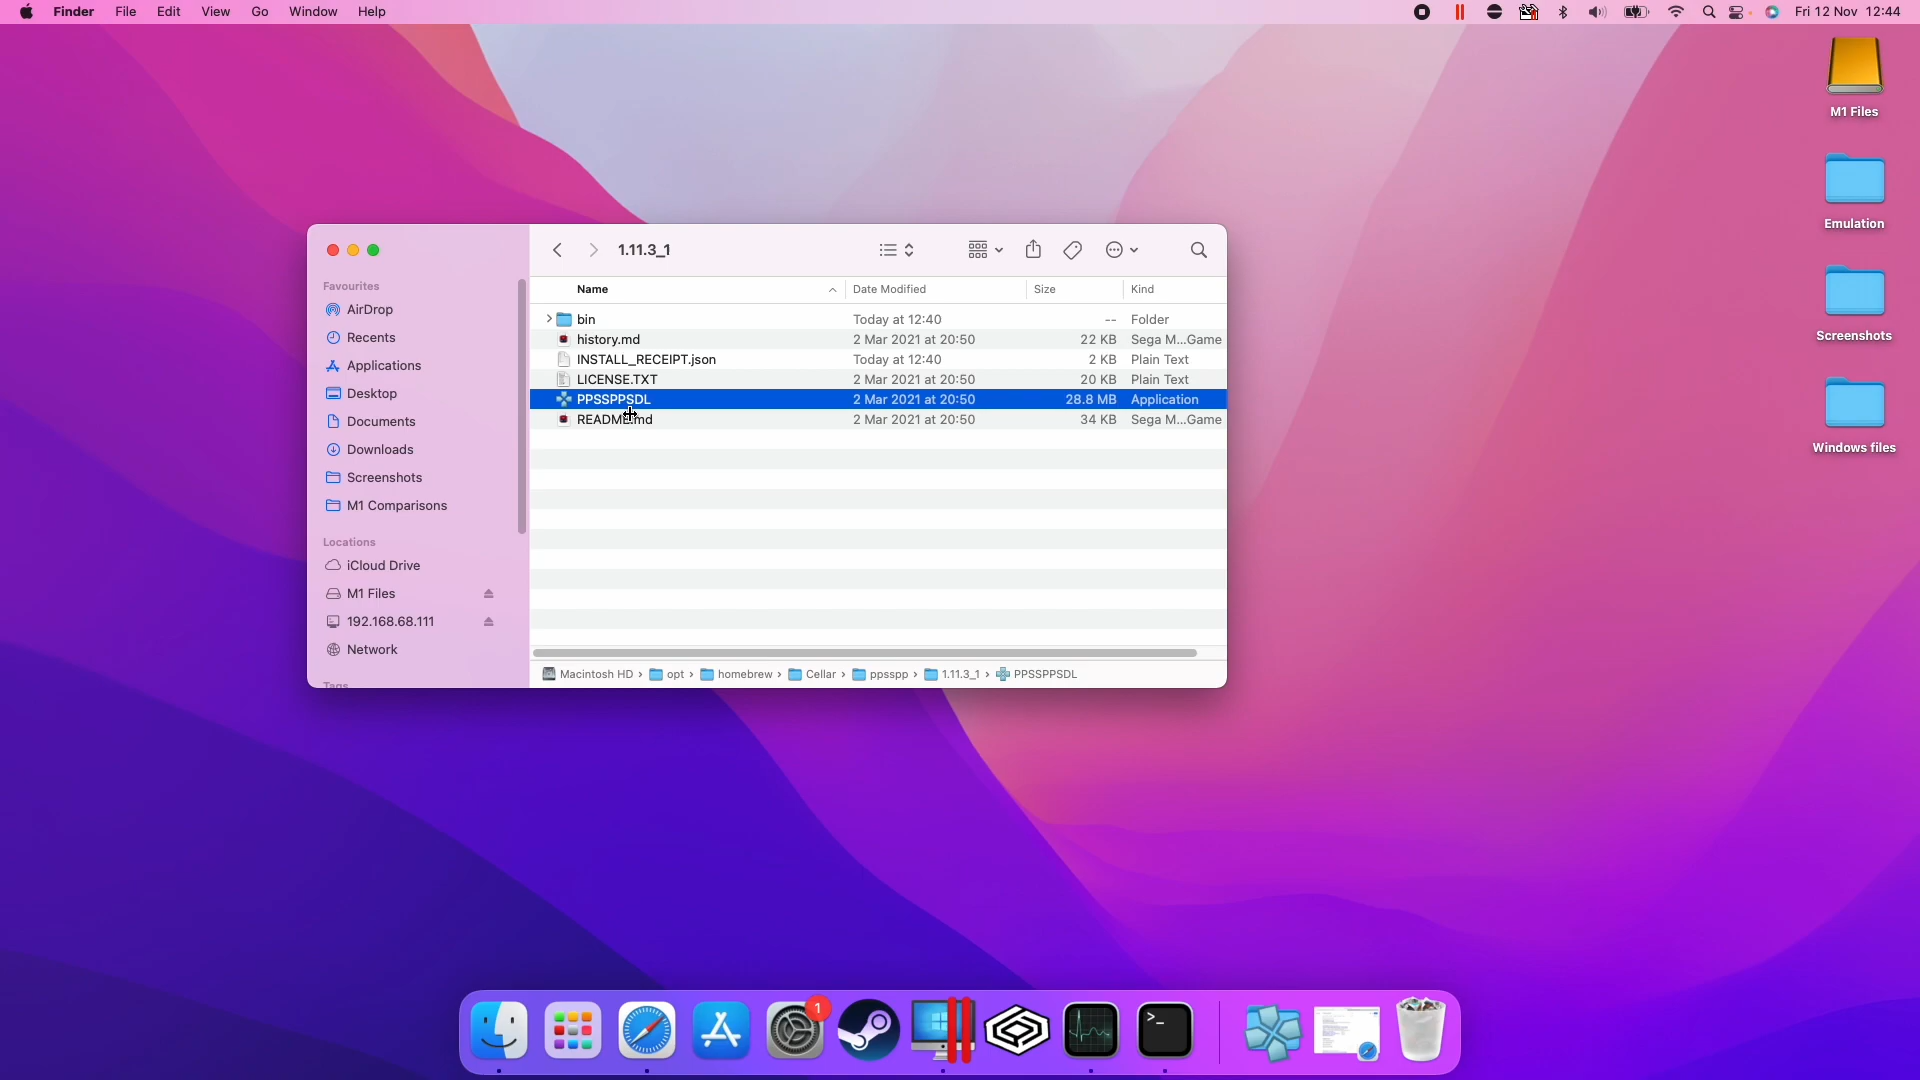 Finder File Edit View Go Window Help Fri 12 Nov 12:44
M1 Files
Emulation
Screenshots
Windows files
1.11.3_1
Favourites
AirDrop
Recents
Applications
Desktop
Documents
Downloads
Screenshots
M1 Comparisons
Locations
iCloud Drive
M1 Files
192.168.68.111
Network
Tags
Name Date Modified Size Kind
bin Today at 12:40 -- Folder
history.md 2 Mar 2021 at 20:50 22 KB Sega M...Game
INSTALL_RECEIPT.json Today at 12:40 2 KB Plain Text
LICENSE.TXT 2 Mar 2021 at 20:50 20 KB Plain Text
PPSSPPSDL 2 Mar 2021 at 20:50 28.8 MB Application
README.md 2 Mar 2021 at 20:50 34 KB Sega M...Game
Macintosh HD › opt › homebrew › Cellar › ppsspp › 1.11.3_1 › PPSSPPSDL
1
>_